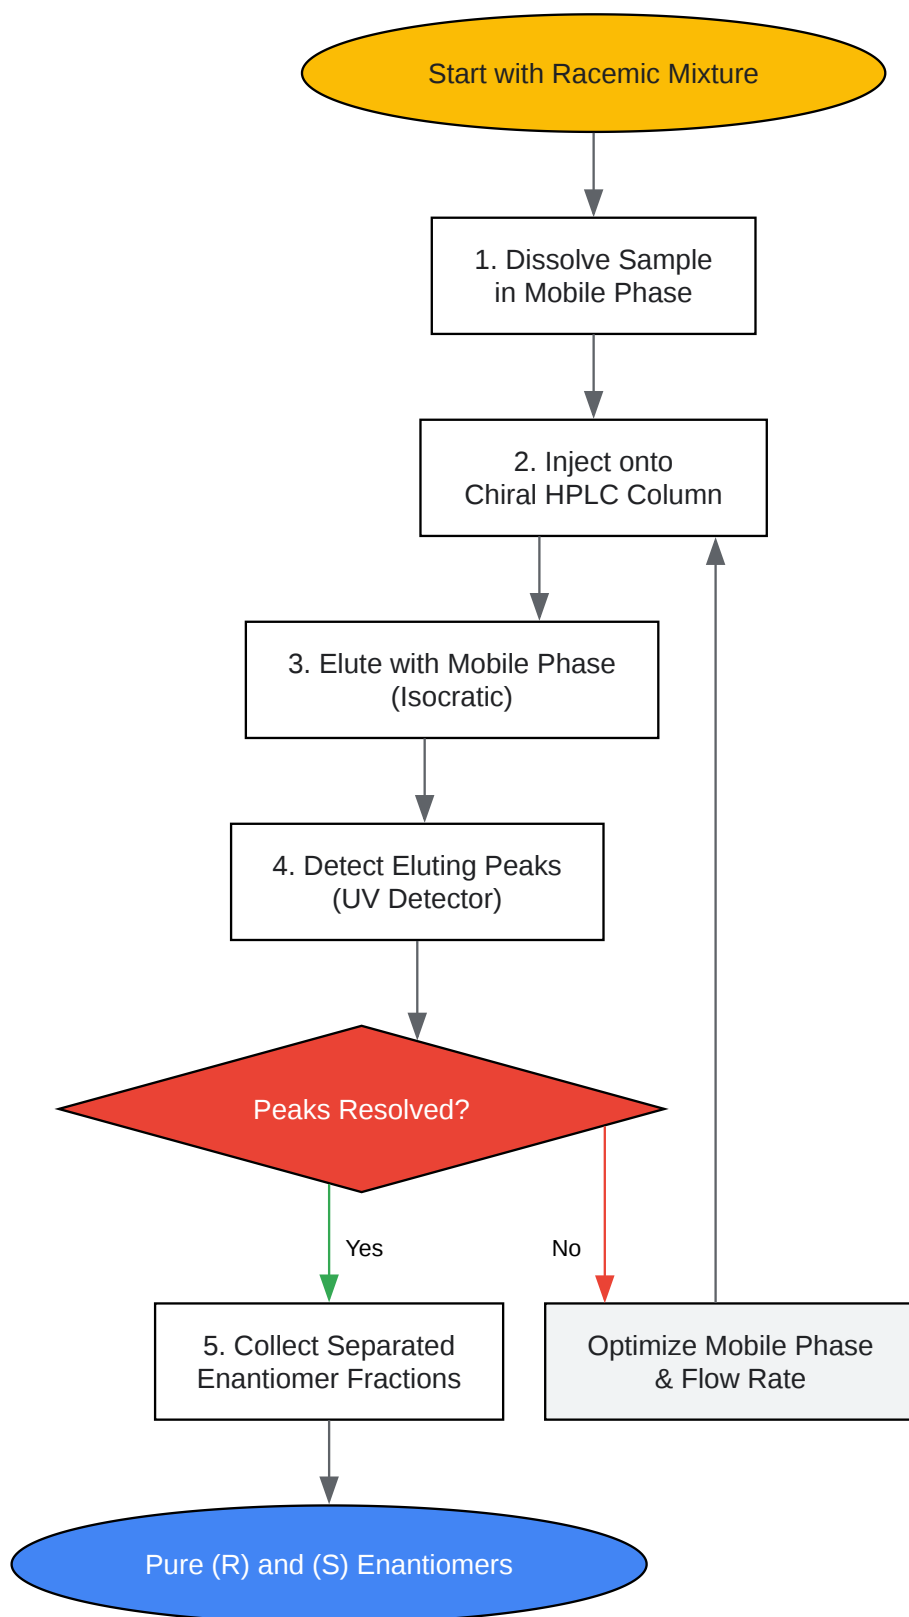 Start with Racemic Mixture
1. Dissolve Sample
in Mobile Phase
2. Inject onto
Chiral HPLC Column
3. Elute with Mobile Phase
(Isocratic)
4. Detect Eluting Peaks
(UV Detector)
Peaks Resolved?
Yes
No
5. Collect Separated
Enantiomer Fractions
Optimize Mobile Phase
& Flow Rate
Pure (R) and (S) Enantiomers